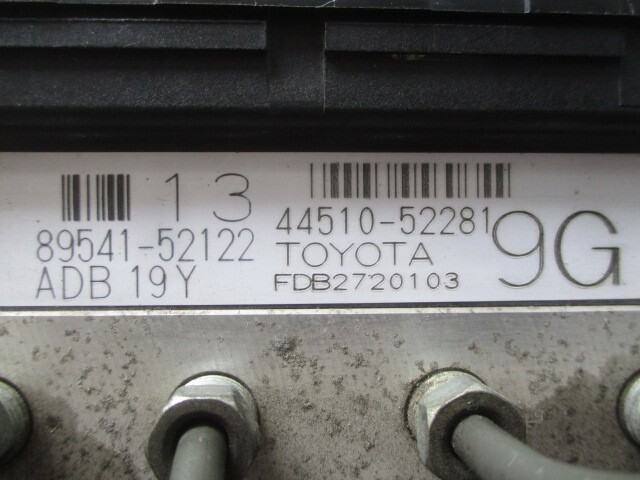 13
89541-52122
ADB 19Y
44510-52281
TOYOTA
FDB2720103
9G